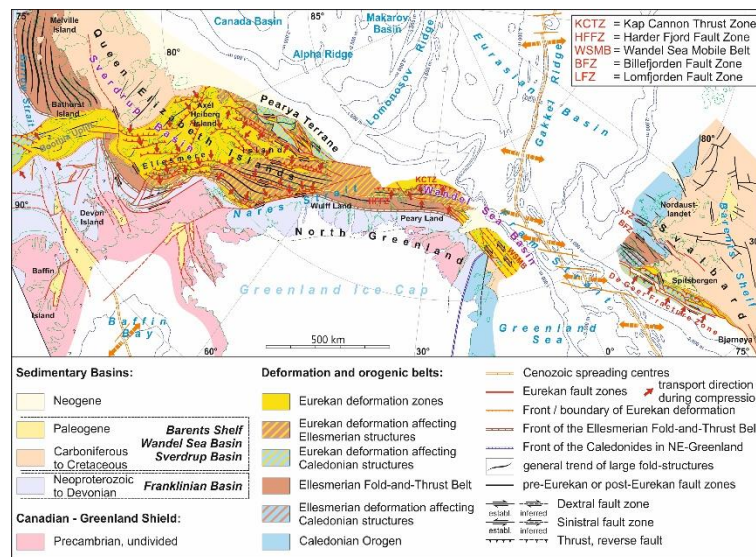 Melville
Island
Canada Basin
85°
Makarov
Basin
Alpha Ridge
Lomonosov Ridge
Eurasian Basin
Gakkel Ridge
KCTZ = Kap Cannon Thrust Zone
HFFZ = Harder Fjord Fault Zone
WSMB = Wandel Sea Mobile Belt
BFZ = Billefjorden Fault Zone
LFZ = Lomfjorden Fault Zone
80°
Queen Elizabeth Islands
Sverdrup Basin
Bathurst
Island
Axel
Heiberg
Island
Pearya Terrane
Ellesmere Island
Boothia Uplift
90°
Devon
Island
Nares Strait
Wulff Land
HFFZ
KCTZ
Peary Land
Wandel Sea Basin
WSMB
Fram Strait
North Greenland
80°
Nordaust-
landet
LFZ
BFZ
Svalbard
Barents Shelf
Spitsbergen
De Geer Fracture Zone
Bjørnøya
Baffin
Island
Baffin
Bay
Greenland Ice Cap
Greenland
Sea
500 km
60°
30°
0°
75°
Sedimentary Basins:
Neogene
Paleogene
Carboniferous
to Cretaceous
Barents Shelf
Wandel Sea Basin
Sverdrup Basin
Neoproterozoic
to Devonian
Franklinian Basin
Canadian - Greenland Shield:
Precambrian, undivided
Deformation and orogenic belts:
Eurekan deformation zones
Eurekan deformation affecting
Ellesmerian structures
Eurekan deformation affecting
Caledonian structures
Ellesmerian Fold-and-Thrust Belt
Ellesmerian deformation affecting
Caledonian structures
Caledonian Orogen
Cenozoic spreading centres
Eurekan fault zones
transport direction
during compression
Front / boundary of Eurekan deformation
Front of the Ellesmerian Fold-and-Thrust Belt
Front of the Caledonides in NE-Greenland
general trend of large fold-structures
pre-Eurekan or post-Eurekan fault zones
Dextral fault zone
establ. inferred
Sinistral fault zone
establ. inferred
Thrust, reverse fault